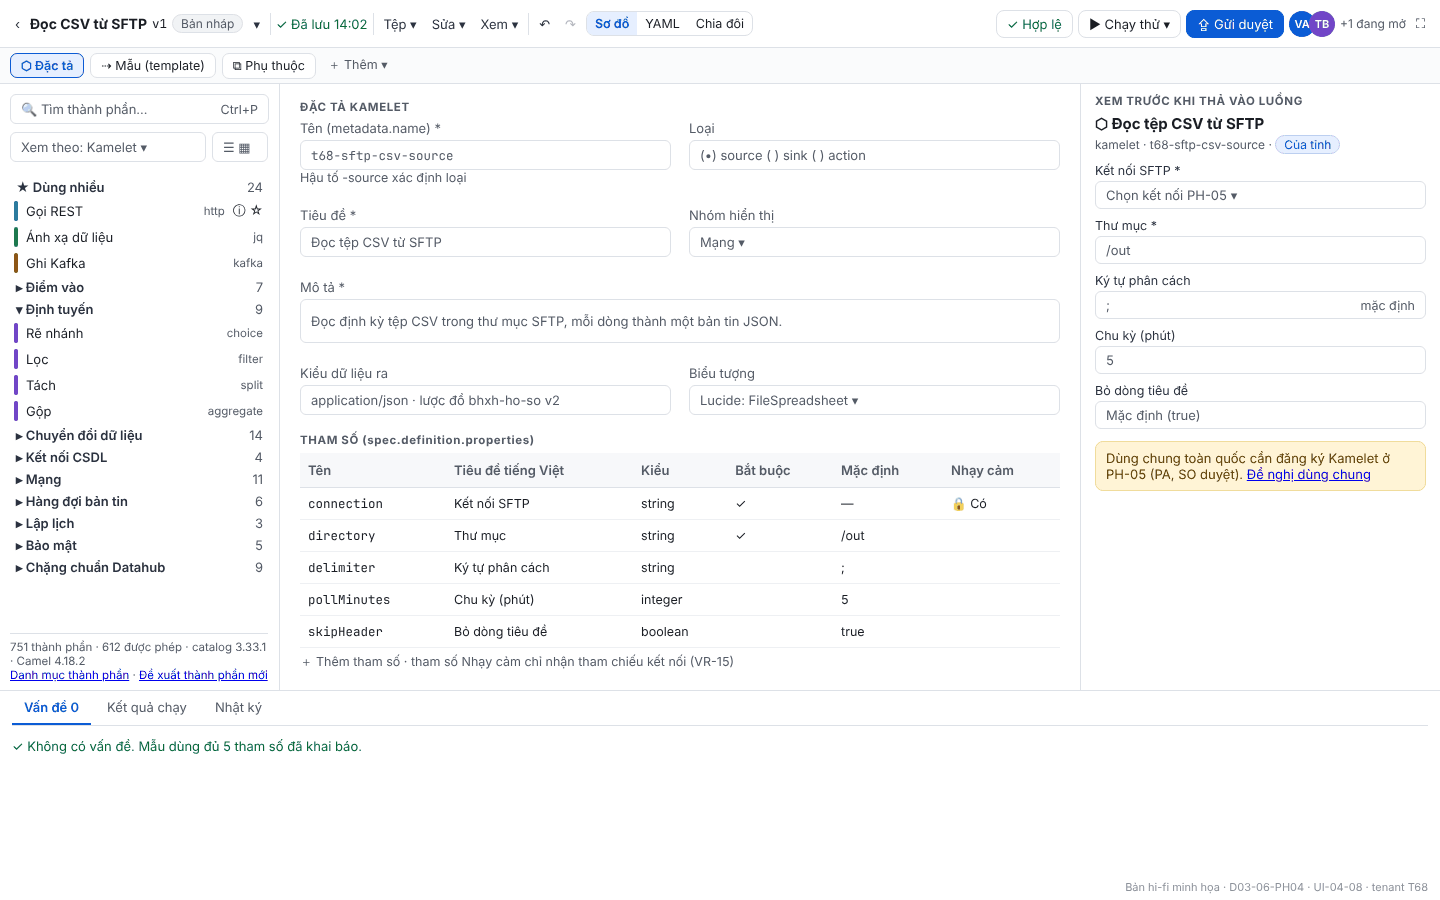 ‹ Đọc CSV từ SFTP v1 Bản nháp ▾ ✓ Đã lưu 14:02 Tệp ▾ Sửa ▾ Xem ▾ ↶ ↷ Sơ đồ YAML Chia đôi ✓ Hợp lệ ▶ Chạy thử ▾ ⇪ Gửi duyệt VA TB +1 đang mở ⛶
⬡ Đặc tả ⇢ Mẫu (template) ⧉ Phụ thuộc + Thêm ▾
🔍 Tìm thành phần... Ctrl+P
Xem theo: Kamelet ▾ ☰ ▦
★ Dùng nhiều 24
Gọi REST http ⓘ ☆
Ánh xạ dữ liệu jq
Ghi Kafka kafka
▸ Điểm vào 7
▾ Định tuyến 9
Rẽ nhánh choice
Lọc filter
Tách split
Gộp aggregate
▸ Chuyển đổi dữ liệu 14
▸ Kết nối CSDL 4
▸ Mạng 11
▸ Hàng đợi bản tin 6
▸ Lập lịch 3
▸ Bảo mật 5
▸ Chặng chuẩn Datahub 9
751 thành phần · 612 được phép · catalog 3.33.1
· Camel 4.18.2
Danh mục thành phần · Đề xuất thành phần mới
ĐẶC TẢ KAMELET
Tên (metadata.name) * Loại
t68-sftp-csv-source (•) source ( ) sink ( ) action
Hậu tố -source xác định loại
Tiêu đề * Nhóm hiển thị
Đọc tệp CSV từ SFTP Mạng ▾
Mô tả *
Đọc định kỳ tệp CSV trong thư mục SFTP, mỗi dòng thành một bản tin JSON.
Kiểu dữ liệu ra Biểu tượng
application/json · lược đồ bhxh-ho-so v2 Lucide: FileSpreadsheet ▾
THAM SỐ (spec.definition.properties)
Tên Tiêu đề tiếng Việt Kiểu Bắt buộc Mặc định Nhạy cảm
connection Kết nối SFTP string ✓ — 🔒 Có
directory Thư mục string ✓ /out
delimiter Ký tự phân cách string ;
pollMinutes Chu kỳ (phút) integer 5
skipHeader Bỏ dòng tiêu đề boolean true
+ Thêm tham số · tham số Nhạy cảm chỉ nhận tham chiếu kết nối (VR-15)
XEM TRƯỚC KHI THẢ VÀO LUỒNG
⬡ Đọc tệp CSV từ SFTP
kamelet · t68-sftp-csv-source · Của tỉnh
Kết nối SFTP *
Chọn kết nối PH-05 ▾
Thư mục *
/out
Ký tự phân cách
; mặc định
Chu kỳ (phút)
5
Bỏ dòng tiêu đề
Mặc định (true)
Dùng chung toàn quốc cần đăng ký Kamelet ở
PH-05 (PA, SO duyệt). Đề nghị dùng chung
Vấn đề 0 Kết quả chạy Nhật ký
✓ Không có vấn đề. Mẫu dùng đủ 5 tham số đã khai báo.
Bản hi-fi minh họa · D03-06-PH04 · UI-04-08 · tenant T68